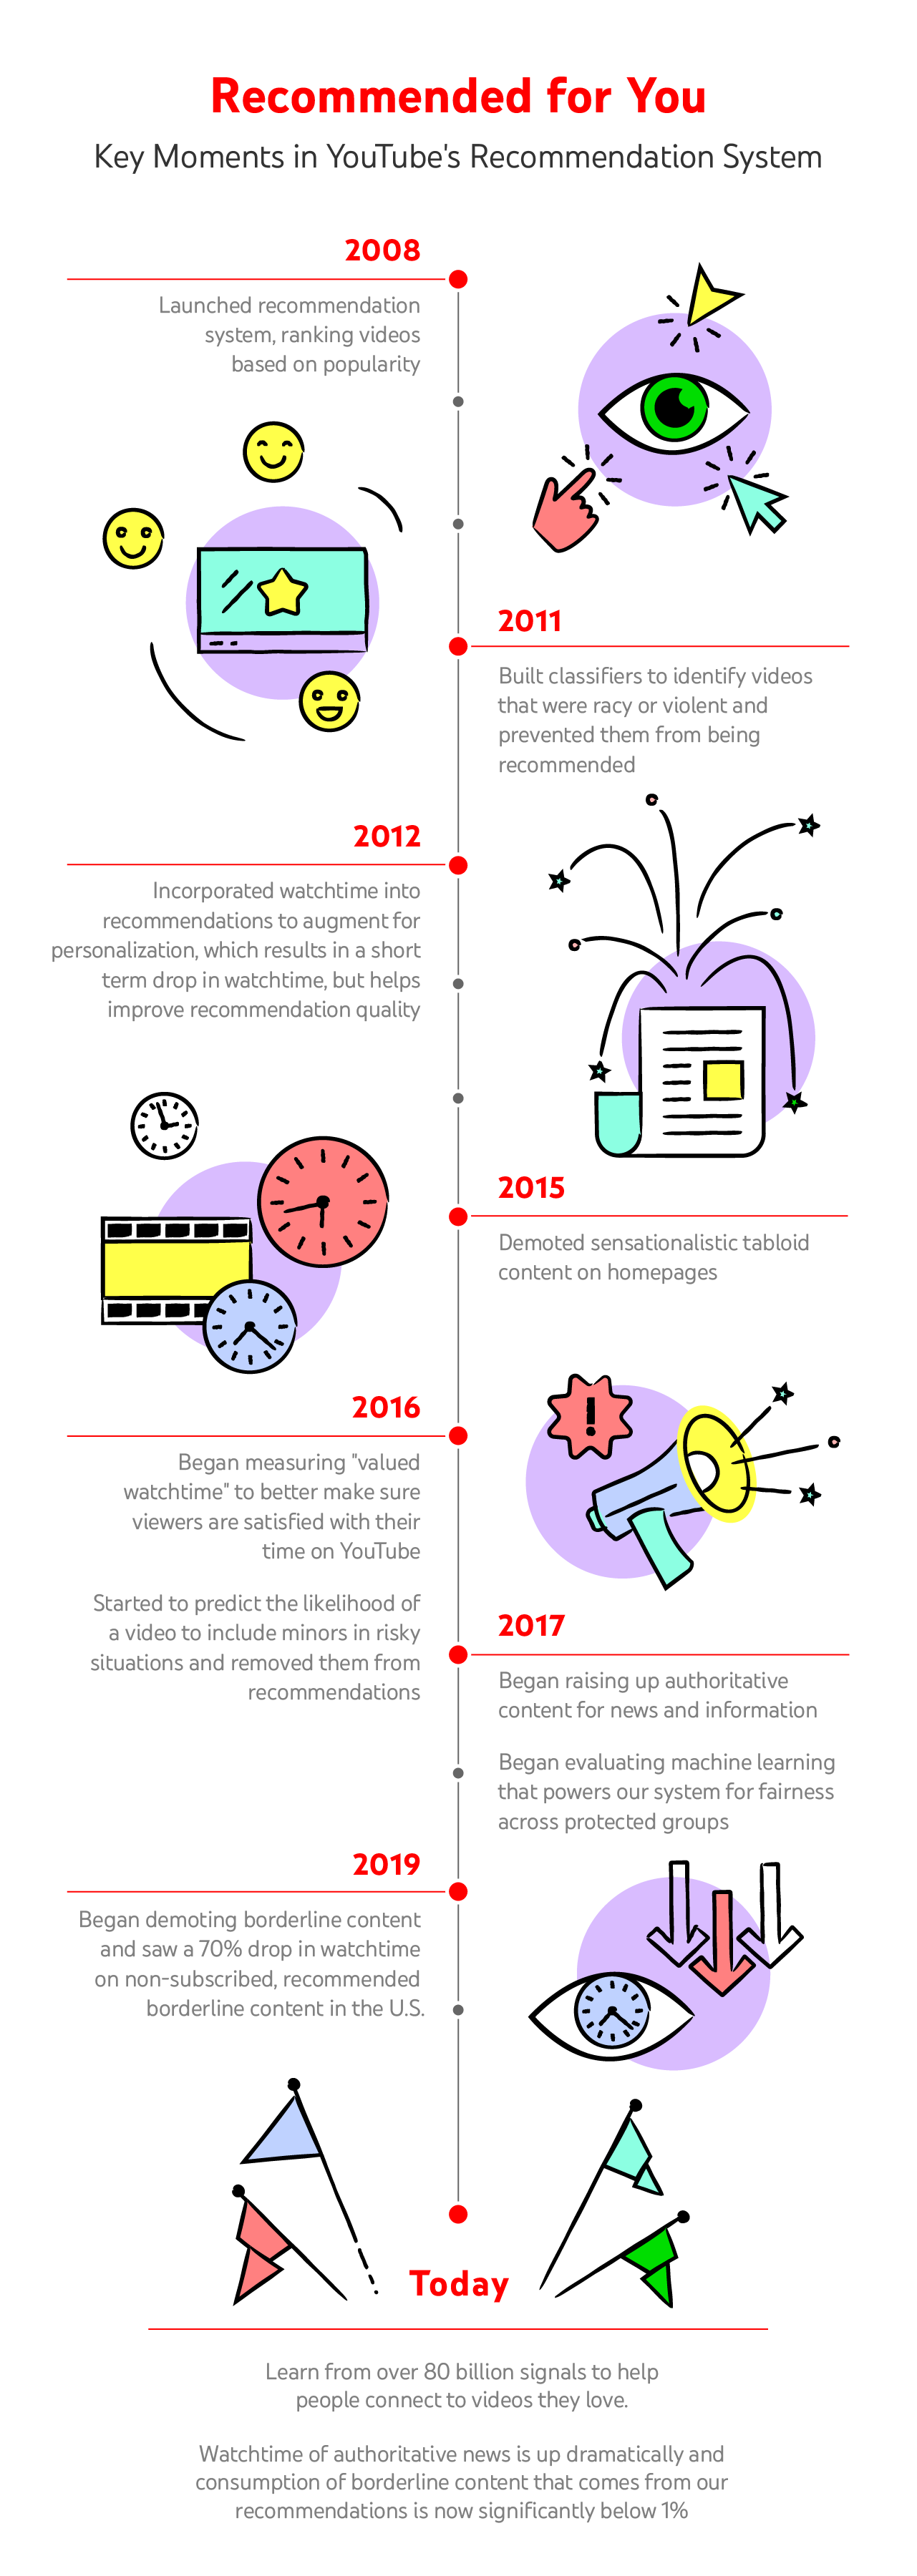 Recommended for You
Key Moments in YouTube's Recommendation System
2008
Launched recommendation
system, ranking videos
based on popularity
2011
Built classifiers to identify videos
that were racy or violent and
prevented them from being
recommended
2012
Incorporated watchtime into
recommendations to augment for
personalization, which results in a short
term drop in watchtime, but helps
improve recommendation quality
2015
Demoted sensationalistic tabloid
content on homepages
2016
Began measuring "valued
watchtime" to better make sure
viewers are satisfied with their
time on YouTube
Started to predict the likelihood of
a video to include minors in risky
situations and removed them from
recommendations
!
2017
Began raising up authoritative
content for news and information
Began evaluating machine learning
that powers our system for fairness
across protected groups
2019
Began demoting borderline content
and saw a 70% drop in watchtime
on non-subscribed, recommended
borderline content in the U.S.
Today
Learn from over 80 billion signals to help
people connect to videos they love.
Watchtime of authoritative news is up dramatically and
consumption of borderline content that comes from our
recommendations is now significantly below 1%